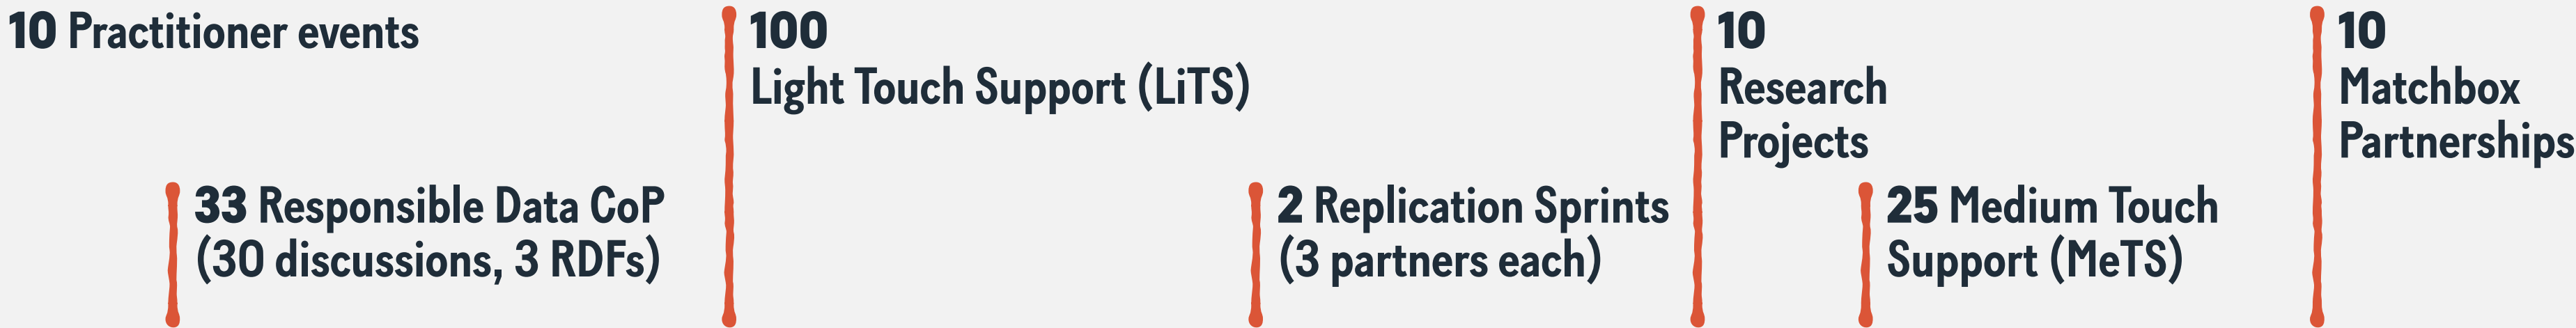 10 Practitioner events
33 Responsible Data CoP
(30 discussions, 3 RDFs)
100
Light Touch Support (LiTS)
2 Replication Sprints
(3 partners each)
10
Research
Projects
25 Medium Touch
Support (MeTS)
10
Matchbox
Partnerships